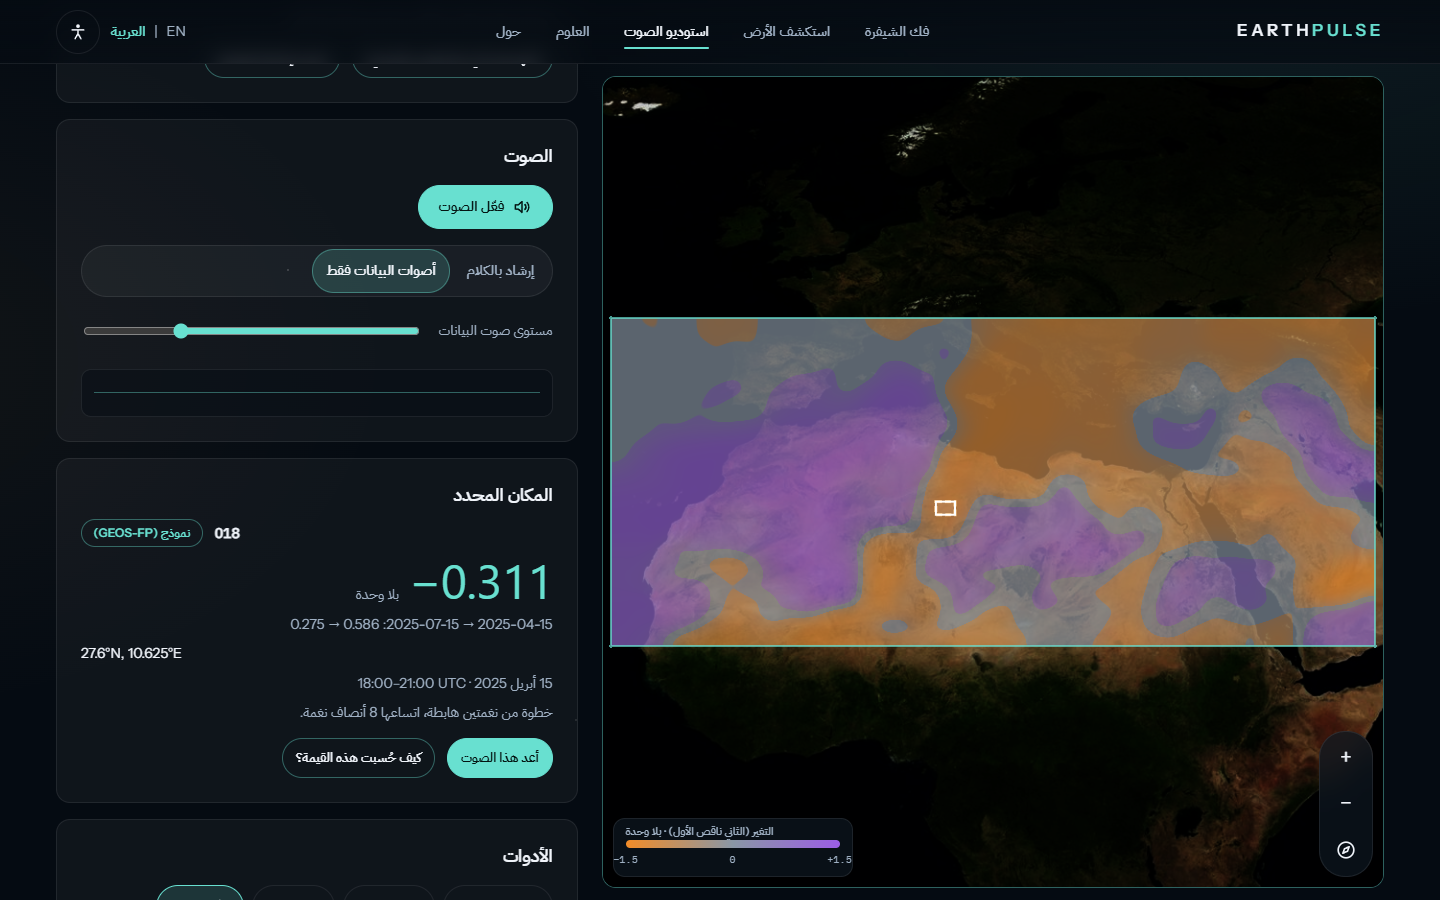 EARTHPULSE
فك الشيفرة
استكشف الأرض
استوديو الصوت
العلوم
حول
EN | العربية
الصوت
فعّل الصوت
إرشاد بالكلام
أصوات البيانات فقط
مستوى صوت البيانات
المكان المحدد
018
نموذج (GEOS-FP)
−0.311 بلا وحدة
0.275 → 0.586 :2025-07-15 → 2025-04-15
27.6°N, 10.625°E
15 أبريل 2025 · 18:00–21:00 UTC
خطوة من نغمتين هابطة، اتساعها 8 أنصاف نغمة.
أعد هذا الصوت
كيف حُسبت هذه القيمة؟
الأدوات
التغير (الثاني ناقص الأول) · بلا وحدة
−1.5 0 +1.5
+
−